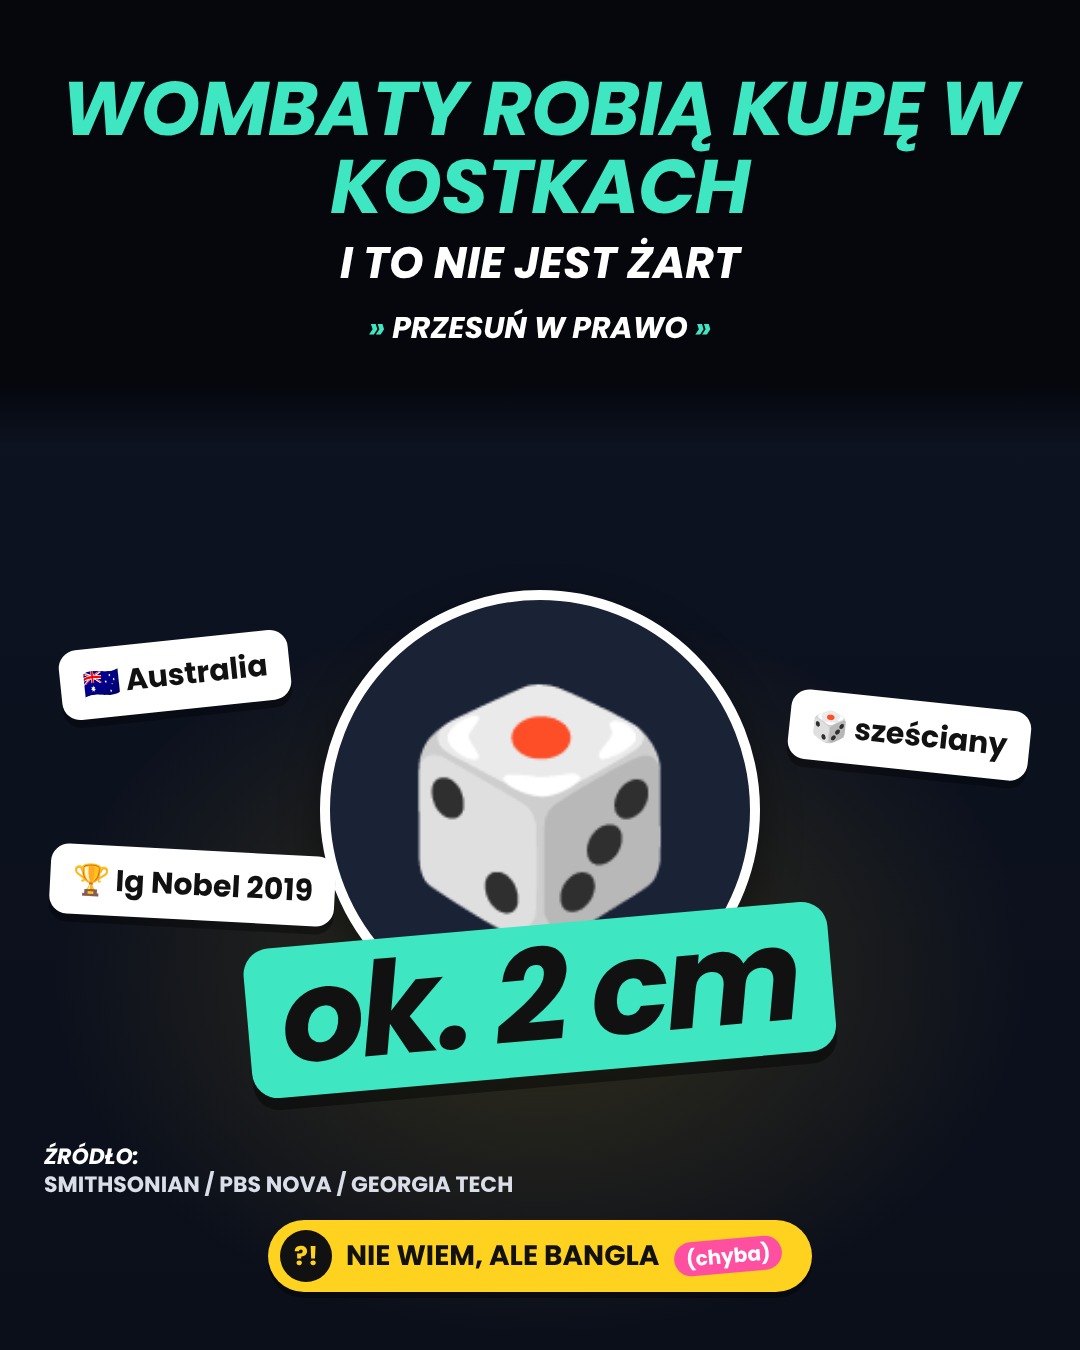 WOMBATY ROBIĄ KUPĘ W
KOSTKACH
I TO NIE JEST ŻART
» PRZESUŃ W PRAWO »
Australia
sześciany
Ig Nobel 2019
ok. 2 cm
ŹRÓDŁO:
SMITHSONIAN / PBS NOVA / GEORGIA TECH
?! NIE WIEM, ALE BANGLA (chyba)